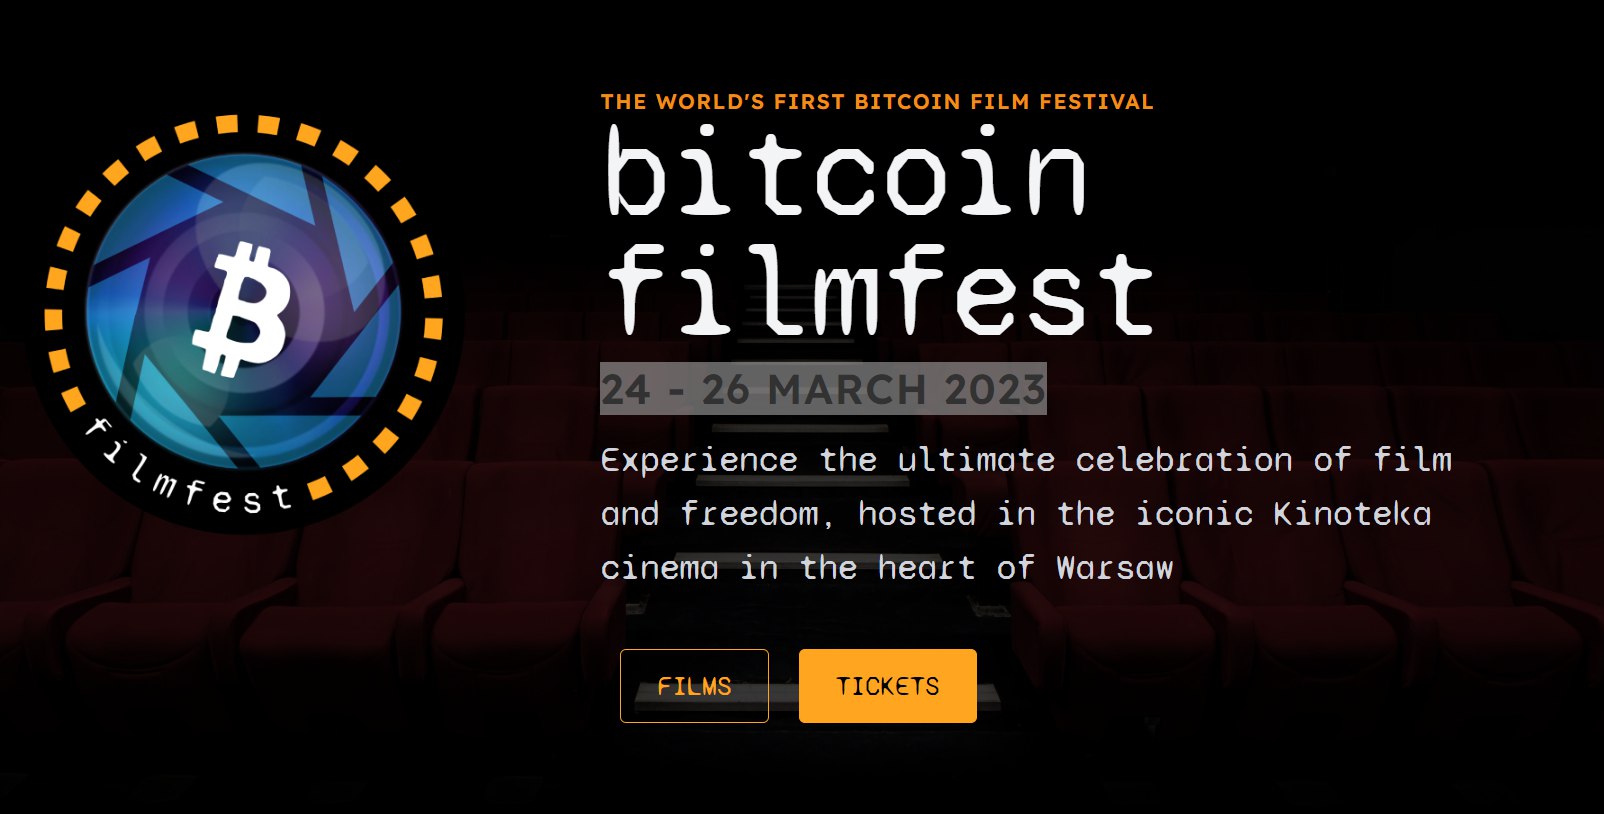 THE WORLD'S FIRST BITCOIN FILM FESTIVAL
bitcoin
filmfest
24 - 26 MARCH 2023
Experience the ultimate celebration of film
and freedom, hosted in the iconic Kinoteka
cinema in the heart of Warsaw
FILMS TICKETS
filmfest